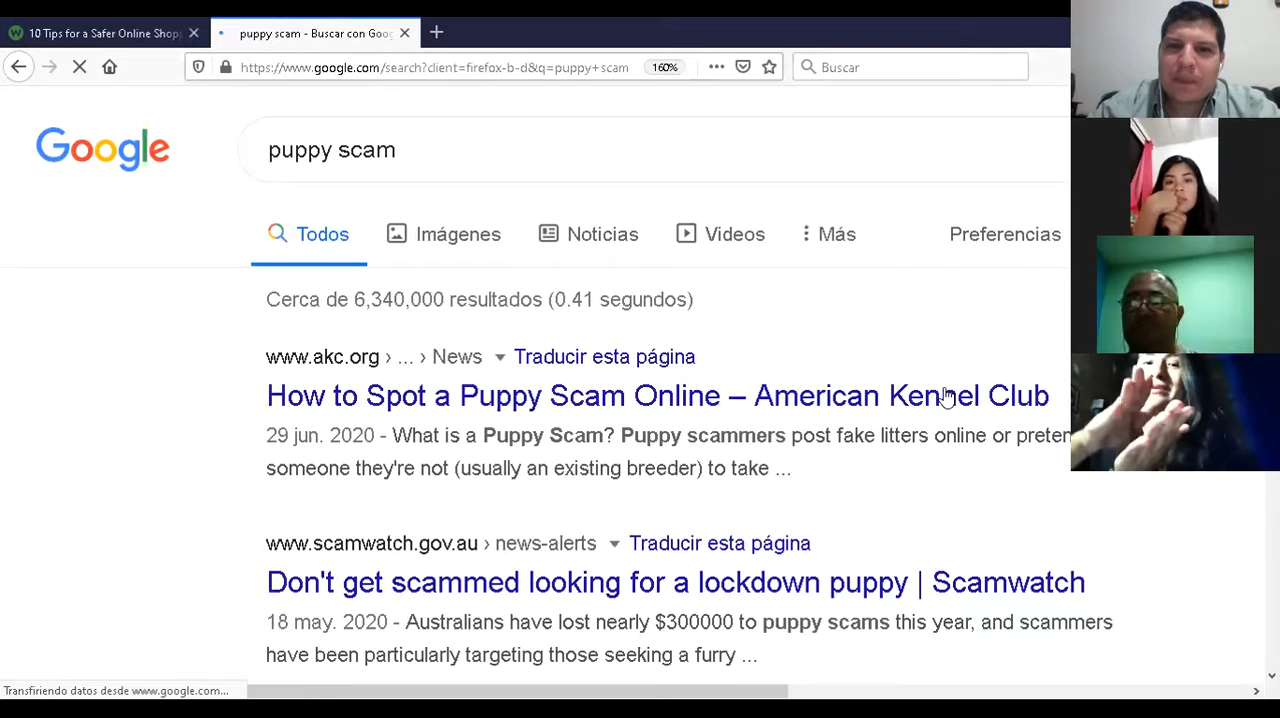 10 Tips for a Safer Online Shopp
puppy scam - Buscar con Goog
https://www.google.com/search?client=firefox-b-d&q=puppy+scam
160%
Buscar
Google
puppy scam
Todos
Imágenes
Noticias
Videos
Más
Preferencias
Cerca de 6,340,000 resultados (0.41 segundos)
www.akc.org › ... › News Traducir esta página
How to Spot a Puppy Scam Online – American Kennel Club
29 jun. 2020 - What is a Puppy Scam? Puppy scammers post fake litters online or preten
someone they're not (usually an existing breeder) to take ...
www.scamwatch.gov.au › news-alerts Traducir esta página
Don't get scammed looking for a lockdown puppy | Scamwatch
18 may. 2020 - Australians have lost nearly $300000 to puppy scams this year, and scammers
have been particularly targeting those seeking a furry ...
Transfiriendo datos desde www.google.com...